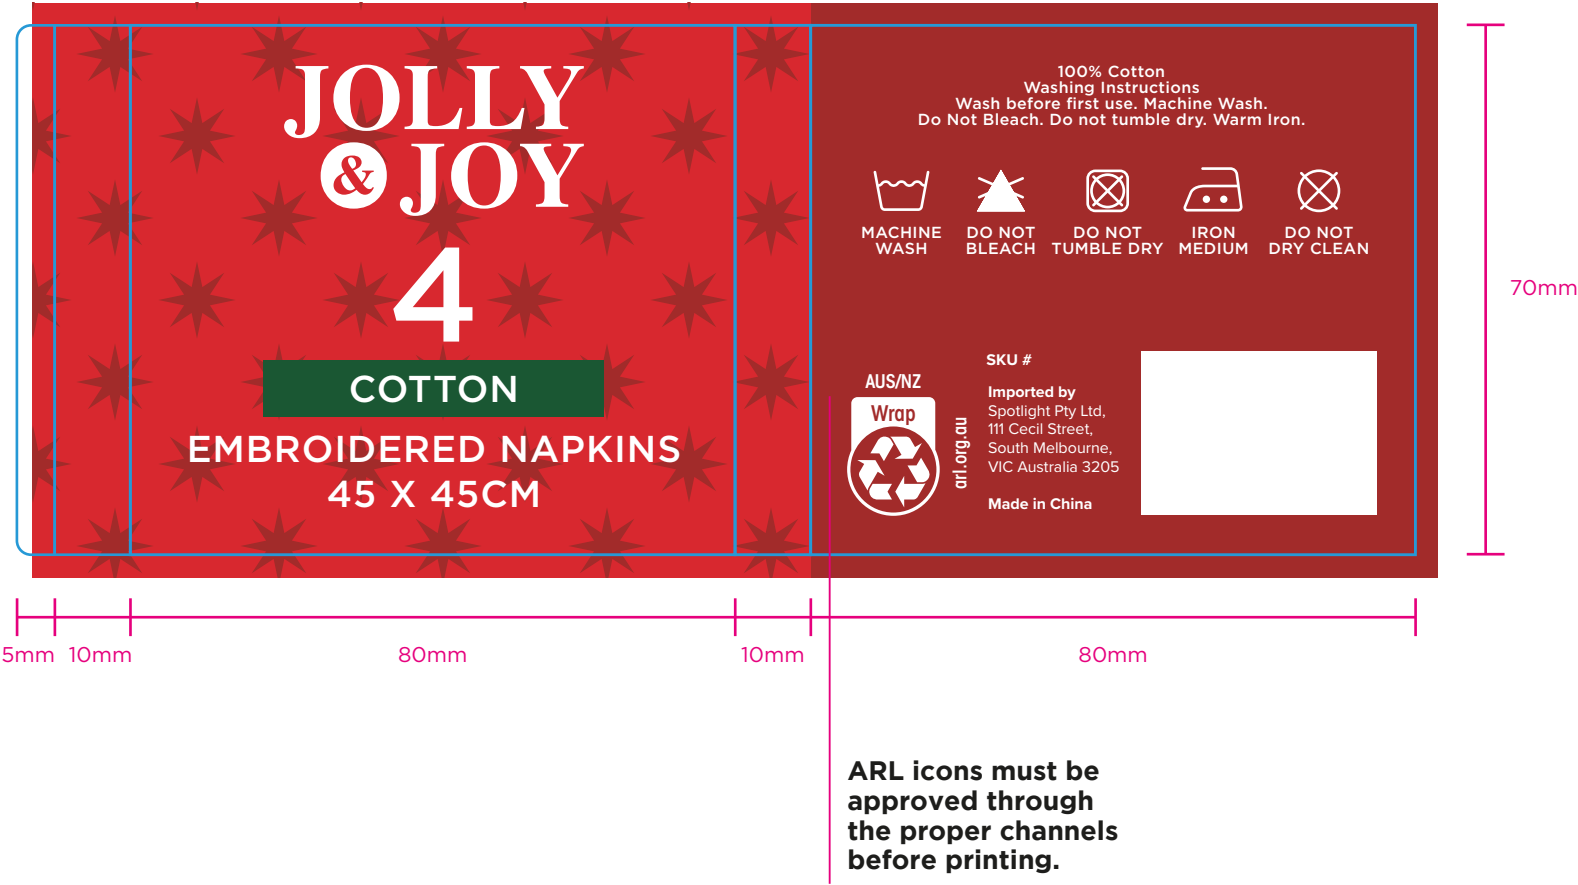 JOLLY
& JOY
4
COTTON
EMBROIDERED NAPKINS
45 X 45CM
100% Cotton
Washing Instructions
Wash before first use. Machine Wash.
Do Not Bleach. Do not tumble dry. Warm Iron.
MACHINE
WASH
DO NOT
BLEACH
DO NOT
TUMBLE DRY
IRON
MEDIUM
DO NOT
DRY CLEAN
AUS/NZ
Wrap
arl.org.au
SKU #
Imported by
Spotlight Pty Ltd,
111 Cecil Street,
South Melbourne,
VIC Australia 3205
Made in China
70mm
5mm
10mm
80mm
10mm
80mm
ARL icons must be
approved through
the proper channels
before printing.